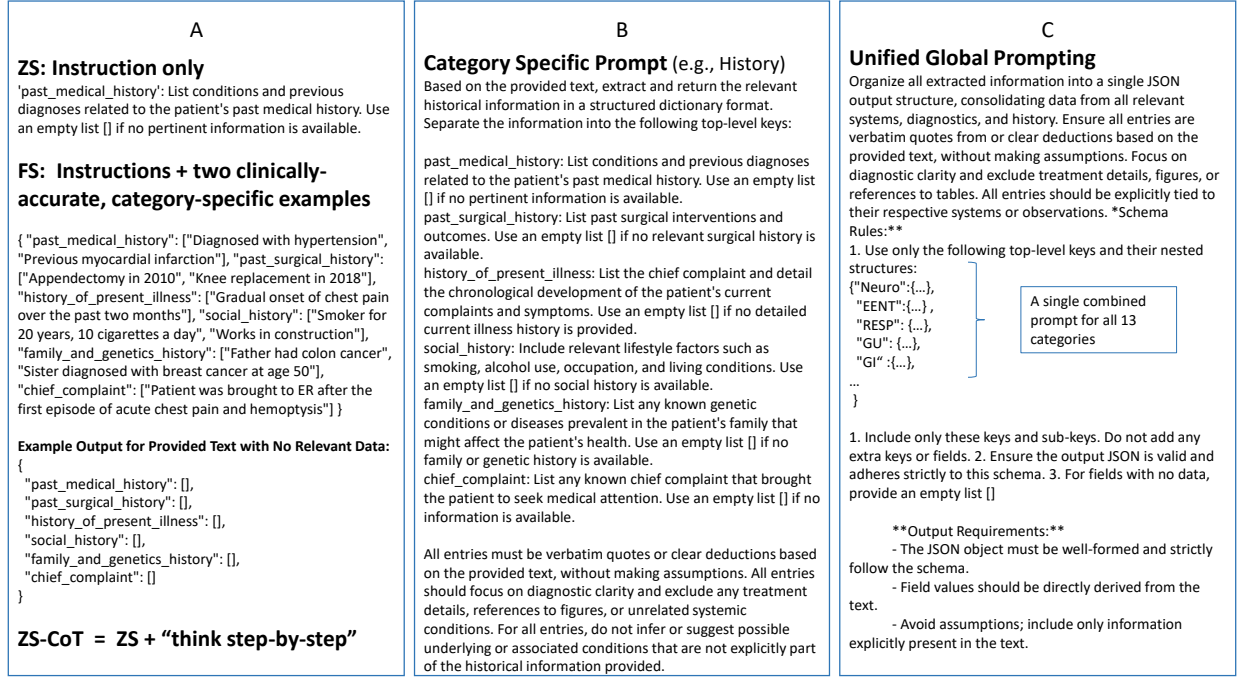 A
ZS: Instruction only
'past_medical_history': List conditions and previous
diagnoses related to the patient's past medical history. Use
an empty list [] if no pertinent information is available.
FS:  Instructions + two clinically-
accurate, category-specific examples
{ "past_medical_history": ["Diagnosed with hypertension",
"Previous myocardial infarction"], "past_surgical_history":
["Appendectomy in 2010", "Knee replacement in 2018"],
"history_of_present_illness": ["Gradual onset of chest pain
over the past two months"], "social_history": ["Smoker for
20 years, 10 cigarettes a day", "Works in construction"],
"family_and_genetics_history": ["Father had colon cancer",
"Sister diagnosed with breast cancer at age 50"],
"chief_complaint": ["Patient was brought to ER after the
first episode of acute chest pain and hemoptysis"] }
Example Output for Provided Text with No Relevant Data:
{
"past_medical_history": [],
"past_surgical_history": [],
"history_of_present_illness": [],
"social_history": [],
"family_and_genetics_history": [],
"chief_complaint": []
}
ZS-CoT  =  ZS + “think step-by-step”
B
Category Specific Prompt (e.g., History)
Based on the provided text, extract and return the relevant
historical information in a structured dictionary format.
Separate the information into the following top-level keys:
past_medical_history: List conditions and previous diagnoses
related to the patient's past medical history. Use an empty list
[] if no pertinent information is available.
past_surgical_history: List past surgical interventions and
outcomes. Use an empty list [] if no relevant surgical history is
available.
history_of_present_illness: List the chief complaint and detail
the chronological development of the patient's current
complaints and symptoms. Use an empty list [] if no detailed
current illness history is provided.
social_history: Include relevant lifestyle factors such as
smoking, alcohol use, occupation, and living conditions. Use
an empty list [] if no social history is available.
family_and_genetics_history: List any known genetic
conditions or diseases prevalent in the patient's family that
might affect the patient's health. Use an empty list [] if no
family or genetic history is available.
chief_complaint: List any known chief complaint that brought
the patient to seek medical attention. Use an empty list [] if no
information is available.
All entries must be verbatim quotes or clear deductions based
on the provided text, without making assumptions. All entries
should focus on diagnostic clarity and exclude any treatment
details, references to figures, or unrelated systemic
conditions. For all entries, do not infer or suggest possible
underlying or associated conditions that are not explicitly part
of the historical information provided.
C
Unified Global Prompting
Organize all extracted information into a single JSON
output structure, consolidating data from all relevant
systems, diagnostics, and history. Ensure all entries are
verbatim quotes from or clear deductions based on the
provided text, without making assumptions. Focus on
diagnostic clarity and exclude treatment details, figures, or
references to tables. All entries should be explicitly tied to
their respective systems or observations. *Schema
Rules:**
1. Use only the following top-level keys and their nested
structures:
{"Neuro":{…},
"EENT":{…} ,
"RESP": {…},
"GU": {…},
"GI“ :{…},
…
}
A single combined
prompt for all 13
categories
1. Include only these keys and sub-keys. Do not add any
extra keys or fields. 2. Ensure the output JSON is valid and
adheres strictly to this schema. 3. For fields with no data,
provide an empty list []
**Output Requirements:**
- The JSON object must be well-formed and strictly
follow the schema.
- Field values should be directly derived from the
text.
- Avoid assumptions; include only information
explicitly present in the text.